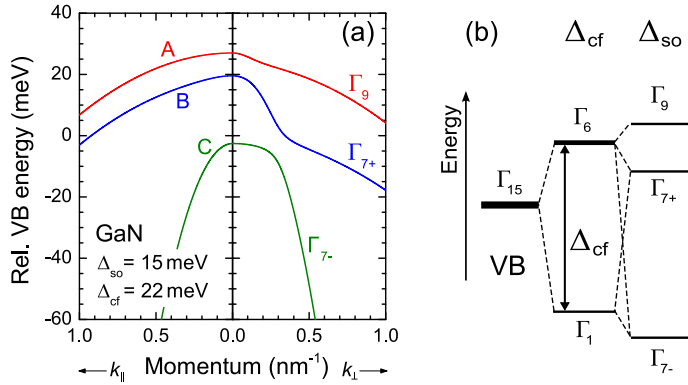 (a)
Rel. VB energy (meV)
40
20
0
-20
-40
-60
A
B
C
Γ9
Γ7+
Γ7-
GaN
Δso = 15 meV
Δcf = 22 meV
1.0 0.5 0.0 0.5 1.0
k∥ Momentum (nm-1) k⊥
(b)
Δcf Δso
Energy
Γ15
VB
Γ6
Δcf
Γ1
Γ9
Γ7+
Γ7-